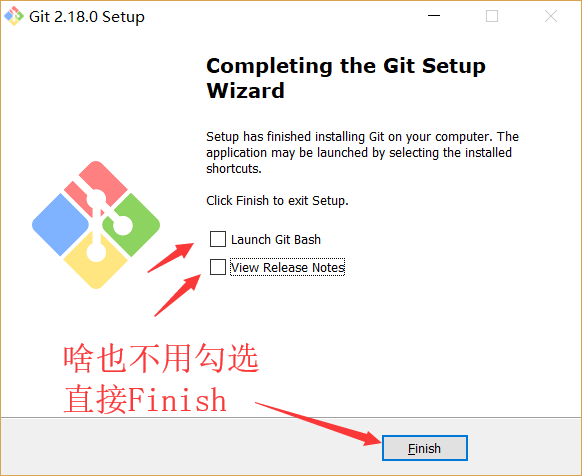 Git 2.18.0 Setup
Completing the Git Setup
Wizard
Setup has finished installing Git on your computer. The
application may be launched by selecting the installed
shortcuts.
Click Finish to exit Setup.
Launch Git Bash
View Release Notes
啥也不用勾选
直接Finish
Finish